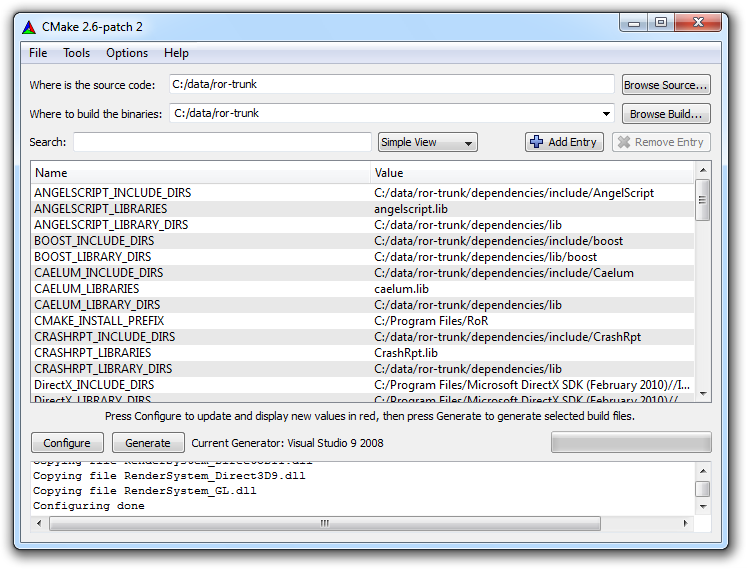 CMake 2.6-patch 2
File Tools Options Help
Where is the source code: C:/data/ror-trunk Browse Source...
Where to build the binaries: C:/data/ror-trunk Browse Build...
Search: Simple View Add Entry Remove Entry
Name Value
ANGELSCRIPT_INCLUDE_DIRS C:/data/ror-trunk/dependencies/include/AngelScript
ANGELSCRIPT_LIBRARIES angelscript.lib
ANGELSCRIPT_LIBRARY_DIRS C:/data/ror-trunk/dependencies/lib
BOOST_INCLUDE_DIRS C:/data/ror-trunk/dependencies/include/boost
BOOST_LIBRARY_DIRS C:/data/ror-trunk/dependencies/lib/boost
CAELUM_INCLUDE_DIRS C:/data/ror-trunk/dependencies/include/Caelum
CAELUM_LIBRARIES caelum.lib
CAELUM_LIBRARY_DIRS C:/data/ror-trunk/dependencies/lib
CMAKE_INSTALL_PREFIX C:/Program Files/RoR
CRASHRPT_INCLUDE_DIRS C:/data/ror-trunk/dependencies/include/CrashRpt
CRASHRPT_LIBRARIES CrashRpt.lib
CRASHRPT_LIBRARY_DIRS C:/data/ror-trunk/dependencies/lib
DirectX_INCLUDE_DIRS C:/Program Files/Microsoft DirectX SDK (February 2010)//I...
DirectX_LIBRARY_DIRS C:/Program Files/Microsoft DirectX SDK (February 2010)//...
Press Configure to update and display new values in red, then press Generate to generate selected build files.
Configure Generate Current Generator: Visual Studio 9 2008
Copying file RenderSystem_Direct3D11.dll
Copying file RenderSystem_Direct3D9.dll
Copying file RenderSystem_GL.dll
Configuring done